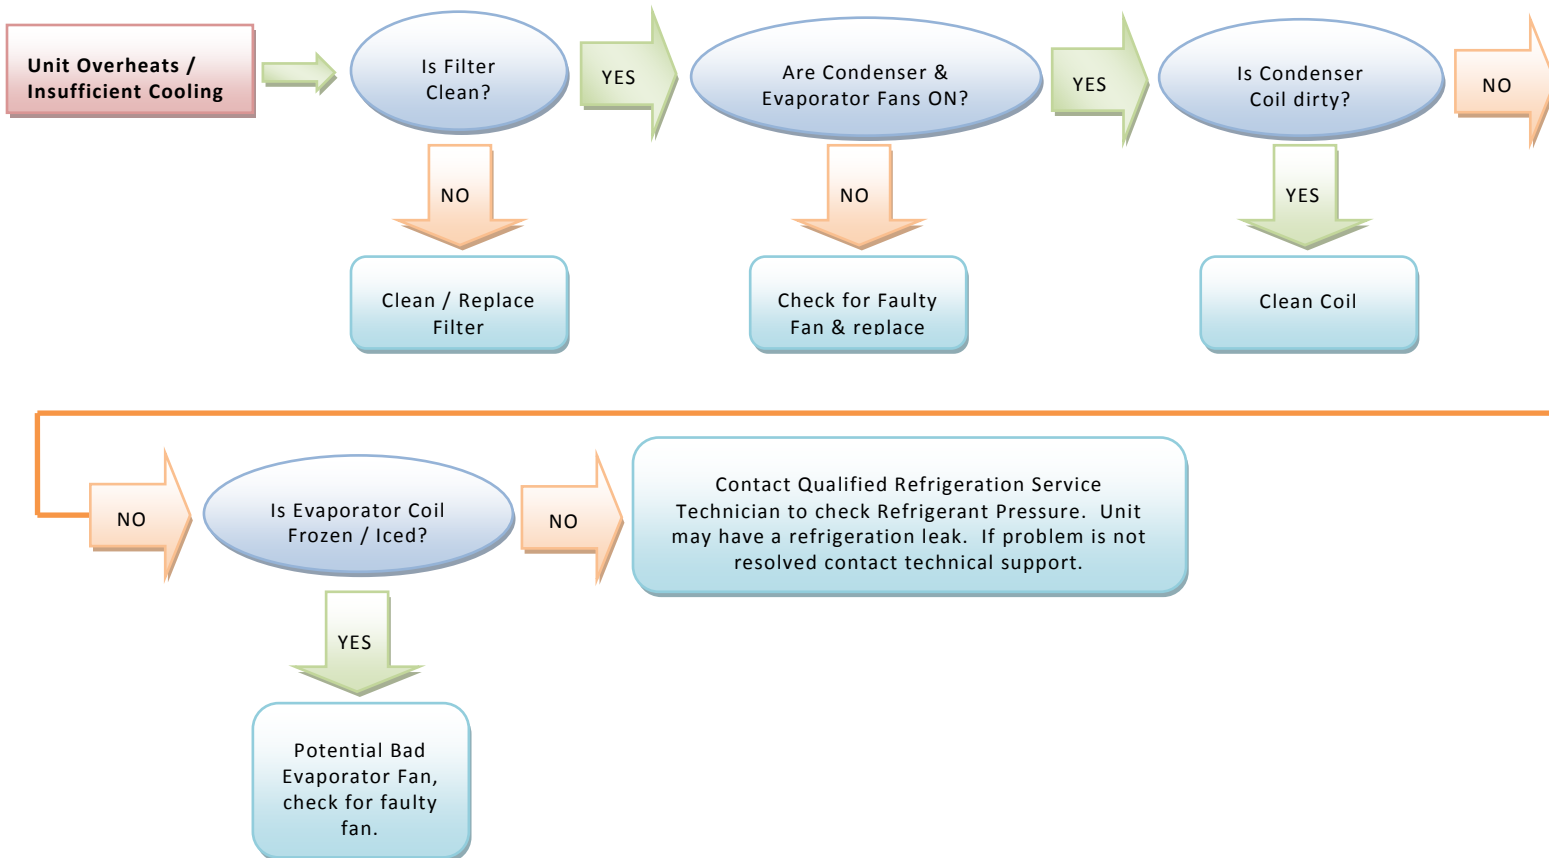 Unit Overheats /
Insufficient Cooling
Is Filter
Clean?
YES
Are Condenser &
Evaporator Fans ON?
YES
Is Condenser
Coil dirty?
NO
NO
NO
YES
Clean / Replace
Filter
Check for Faulty
Fan & replace
Clean Coil
NO
Is Evaporator Coil
Frozen / Iced?
NO
Contact Qualified Refrigeration Service
Technician to check Refrigerant Pressure.  Unit
may have a refrigeration leak.  If problem is not
resolved contact technical support.
YES
Potential Bad
Evaporator Fan,
check for faulty
fan.